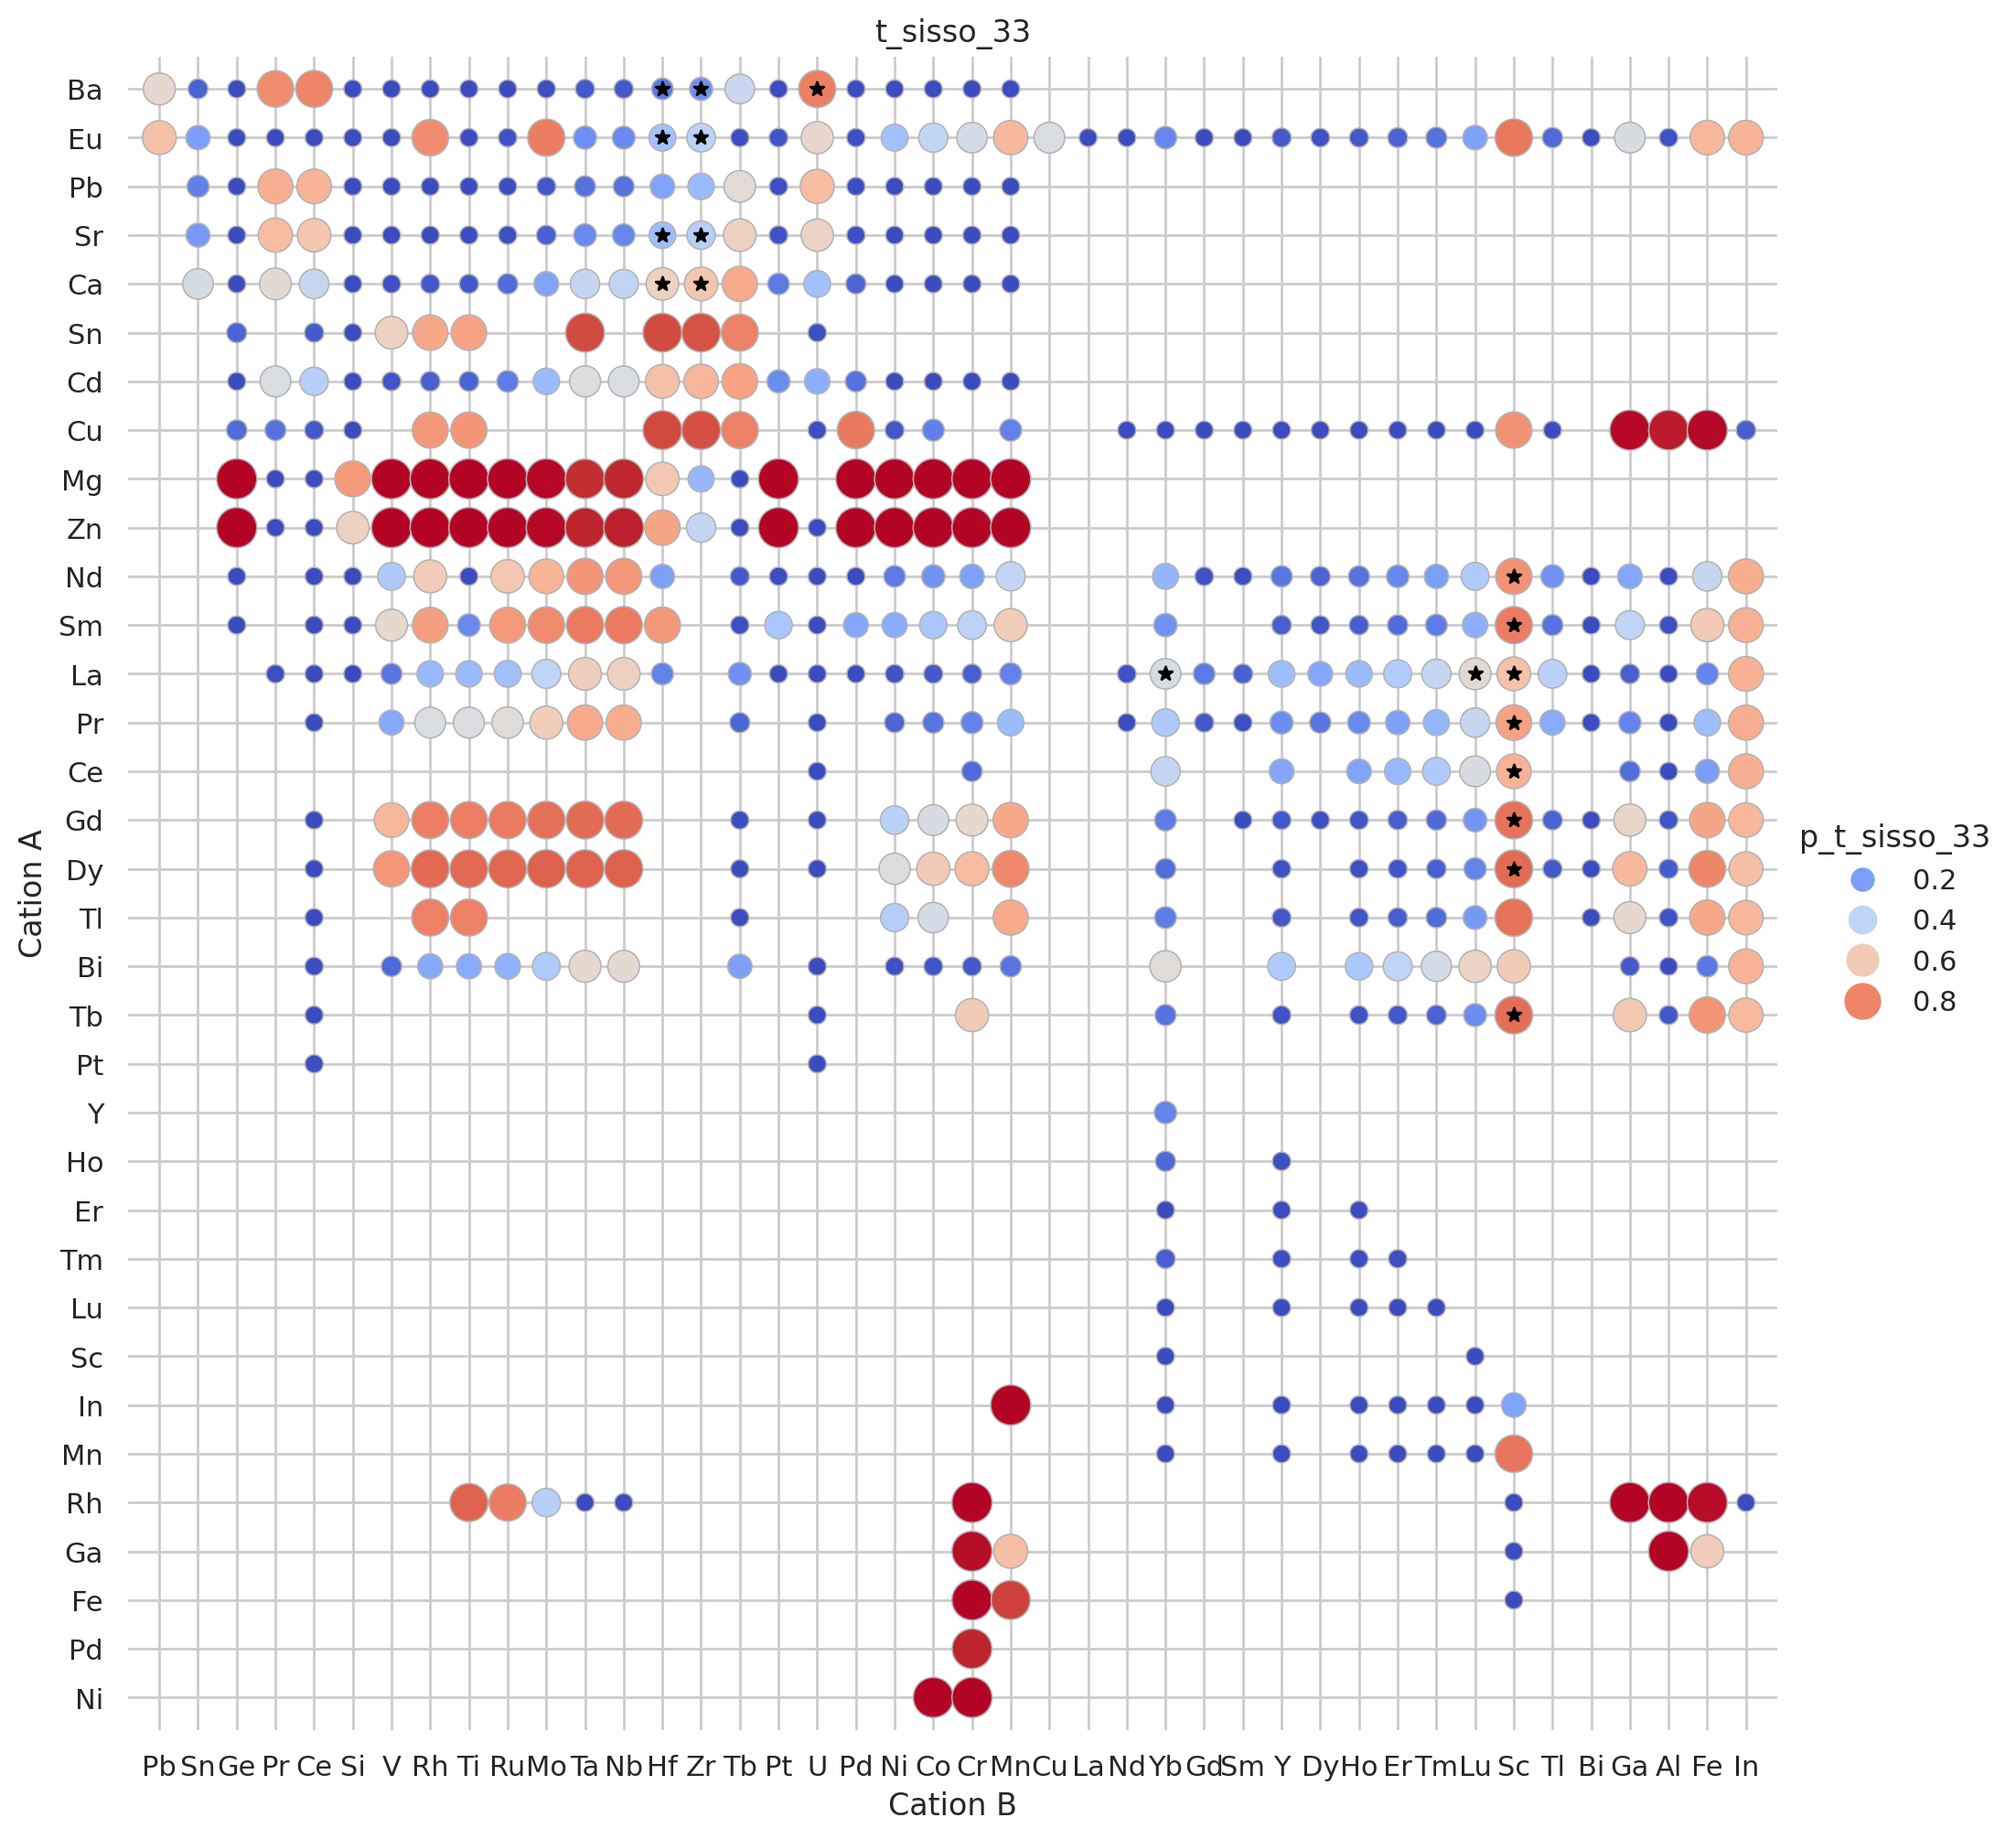 t_sisso_33
Ba
Eu
Pb
Sr
Ca
Sn
Cd
Cu
Mg
Zn
Nd
Sm
La
Pr
Ce
Gd
Dy
Tl
Bi
Tb
Pt
Y
Ho
Er
Tm
Lu
Sc
In
Mn
Rh
Ga
Fe
Pd
Ni
Cation A
Pb Sn Ge Pr Ce Si V Rh Ti Ru Mo Ta Nb Hf Zr Tb Pt U Pd Ni Co Cr Mn Cu La Nd Yb Gd Sm Y Dy Ho Er Tm Lu Sc Tl Bi Ga Al Fe In
Cation B
p_t_sisso_33
0.2
0.4
0.6
0.8